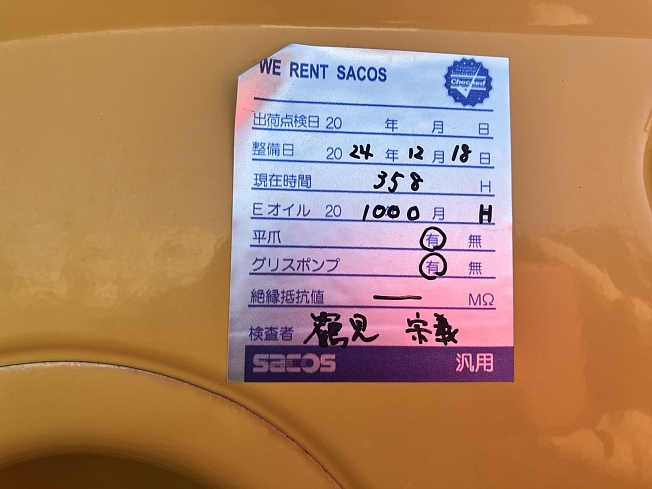 WE RENT SACOS
Checked
出荷点検日 20 年 月 日
整備日 20 24 年 12 月 18 日
現在時間 358 H
Eオイル 20 1000 月 H
平爪 有 無
グリスポンプ 有 無
絶縁抵抗値 — MΩ
検査者 鶴見 宗義
sacos 汎用